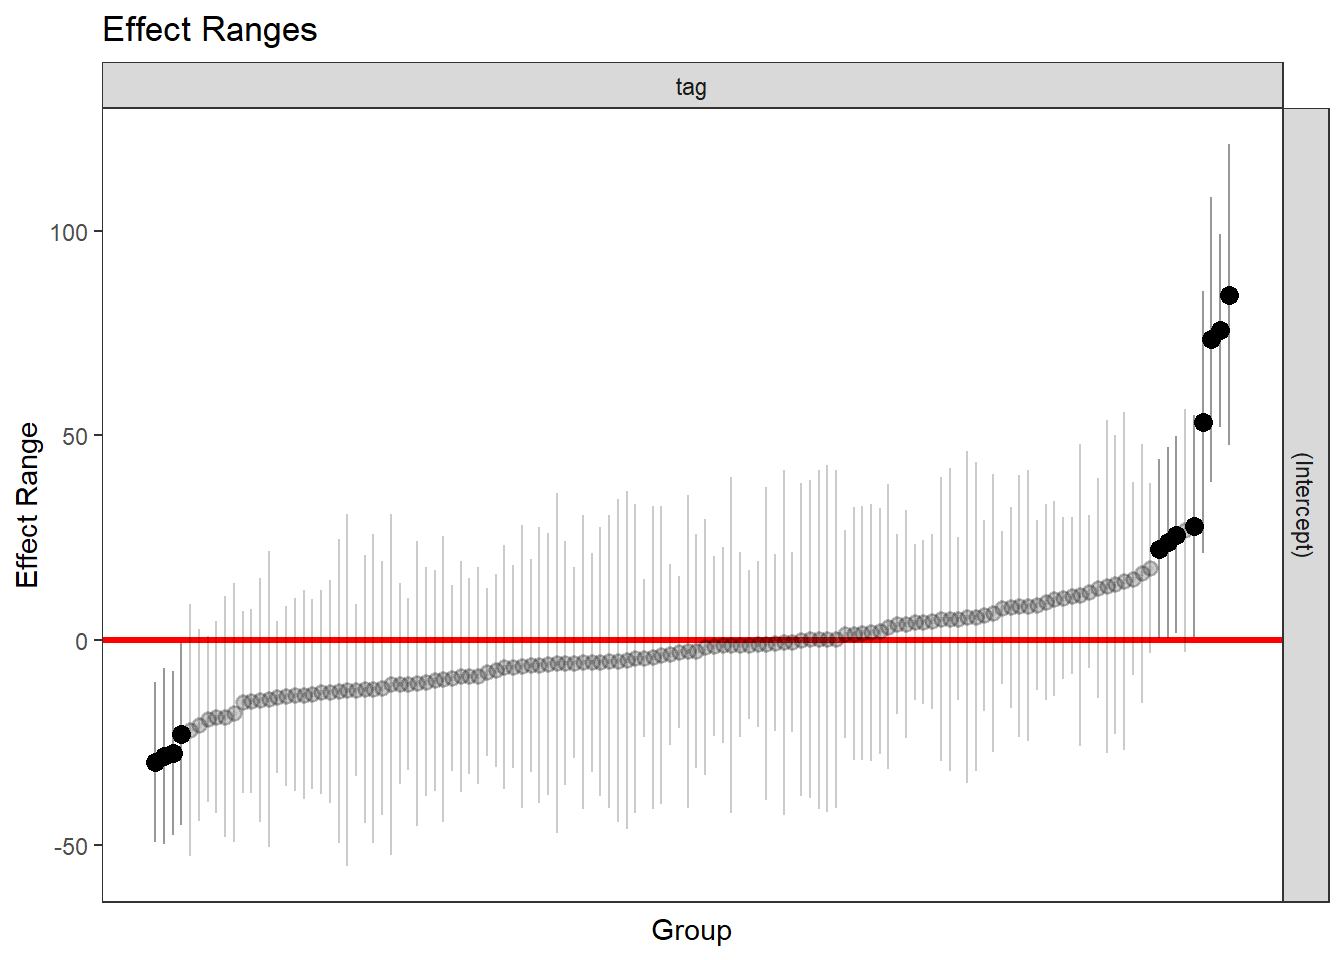 Effect Ranges
tag
Effect Range
100
50
0
-50
(Intercept)
Group